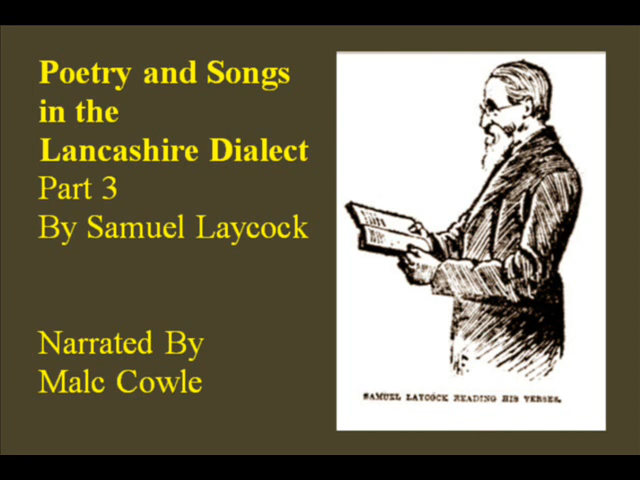 Poetry and Songs
in the
Lancashire Dialect
Part 3
By Samuel Laycock
Narrated By
Malc Cowle
SAMUEL LAYCOCK READING HIS VERSES.